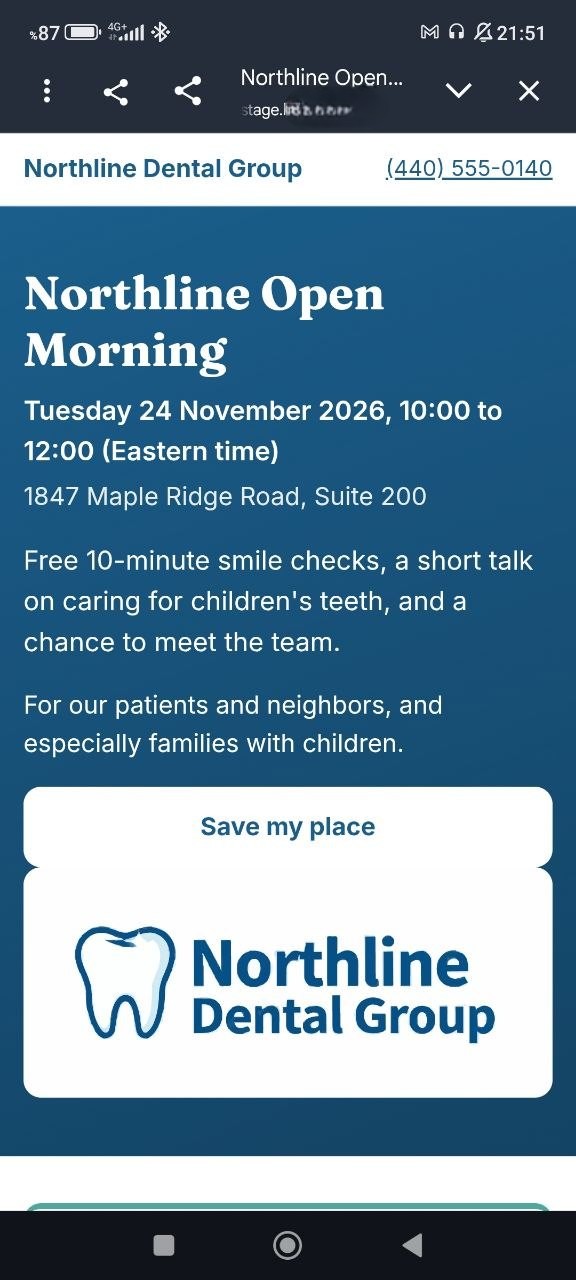 %87
4G+
21:51
Northline Open...
stage.
Northline Dental Group
(440) 555-0140
Northline Open
Morning
Tuesday 24 November 2026, 10:00 to
12:00 (Eastern time)
1847 Maple Ridge Road, Suite 200
Free 10-minute smile checks, a short talk
on caring for children's teeth, and a
chance to meet the team.
For our patients and neighbors, and
especially families with children.
Save my place
Northline
Dental Group